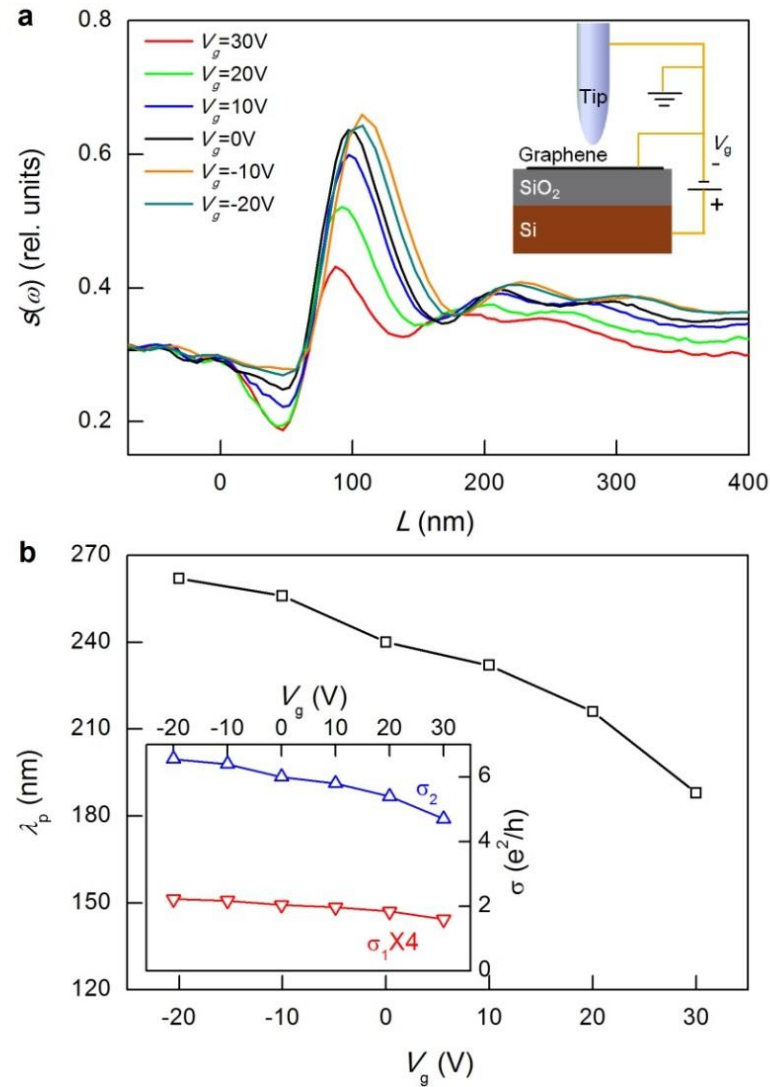 a
0.8
0.6
0.4
0.2
s(ω) (rel. units)
V_g=30V
V_g=20V
V_g=10V
V_g=0V
V_g=-10V
V_g=-20V
Tip
Graphene
SiO₂
Si
V_g
-
+
0 100 200 300 400
L (nm)
b
270
240
210
180
150
120
λ_p (nm)
V_g (V)
-20 -10 0 10 20 30
6
4
2
0
σ (e²/h)
σ₂
σ₁X4
-20 -10 0 10 20 30
V_g (V)